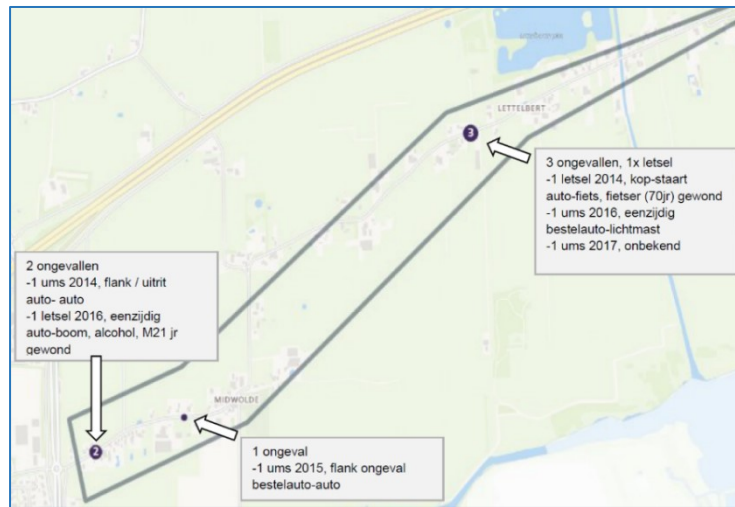 LETTELBERT
3
3 ongevallen, 1x letsel
-1 letsel 2014, kop-staart
auto-fiets, fietser (70jr) gewond
-1 ums 2016, eenzijdig
bestelauto-lichtmast
-1 ums 2017, onbekend
2 ongevallen
-1 ums 2014, flank / uitrit
auto- auto
-1 letsel 2016, eenzijdig
auto-boom, alcohol, M21 jr
gewond
MIDWOLDE
2
1 ongeval
-1 ums 2015, flank ongeval
bestelauto-auto